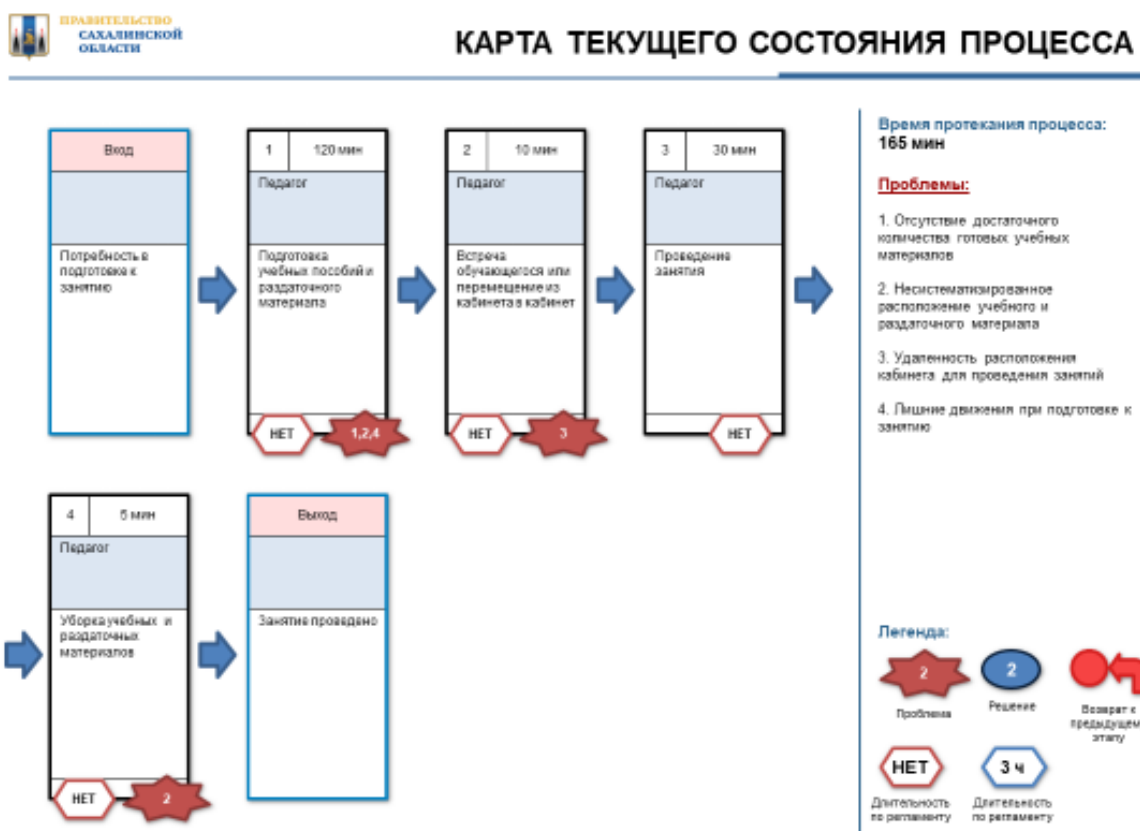 ПРАВИТЕЛЬСТВО
САХАЛИНСКОЙ
ОБЛАСТИ
КАРТА ТЕКУЩЕГО СОСТОЯНИЯ ПРОЦЕССА
Вход
Потребность в
подготовке к
занятию
1 120 мин
Педагог
Подготовка
учебных пособий и
раздаточного
материала
НЕТ 1,2,4
2 10 мин
Педагог
Встреча
обучающегося или
перемещение из
кабинета в кабинет
НЕТ 3
3 30 мин
Педагог
Проведение
занятия
НЕТ
4 5 мин
Педагог
Уборка учебных и
раздаточных
материалов
НЕТ 2
Выход
Занятие проведено
Время протекания процесса:
165 мин
Проблемы:
1. Отсутствие достаточного
количества готовых учебных
материалов
2. Несистематизированное
расположение учебного и
раздаточного материала
3. Удаленность расположения
кабинета для проведения занятий
4. Лишние движения при подготовке к
занятию
Легенда:
2
Проблема
2
Решение
Возврат к
предыдущем
этапу
НЕТ
Длительность
по регламенту
3 ч
Длительность
по регламенту